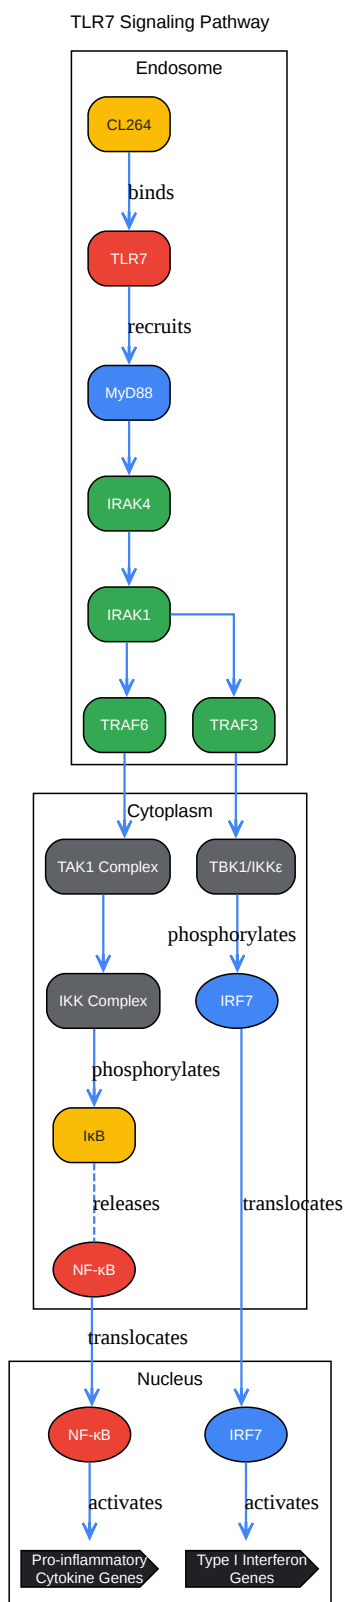 TLR7 Signaling Pathway
Endosome
CL264
binds
TLR7
recruits
MyD88
IRAK4
IRAK1
TRAF6
TRAF3
Cytoplasm
TAK1 Complex
TBK1/IKKε
phosphorylates
IKK Complex
IRF7
phosphorylates
IκB
releases
translocates
NF-κB
translocates
Nucleus
NF-κB
IRF7
activates
activates
Pro-inflammatory
Cytokine Genes
Type I Interferon
Genes